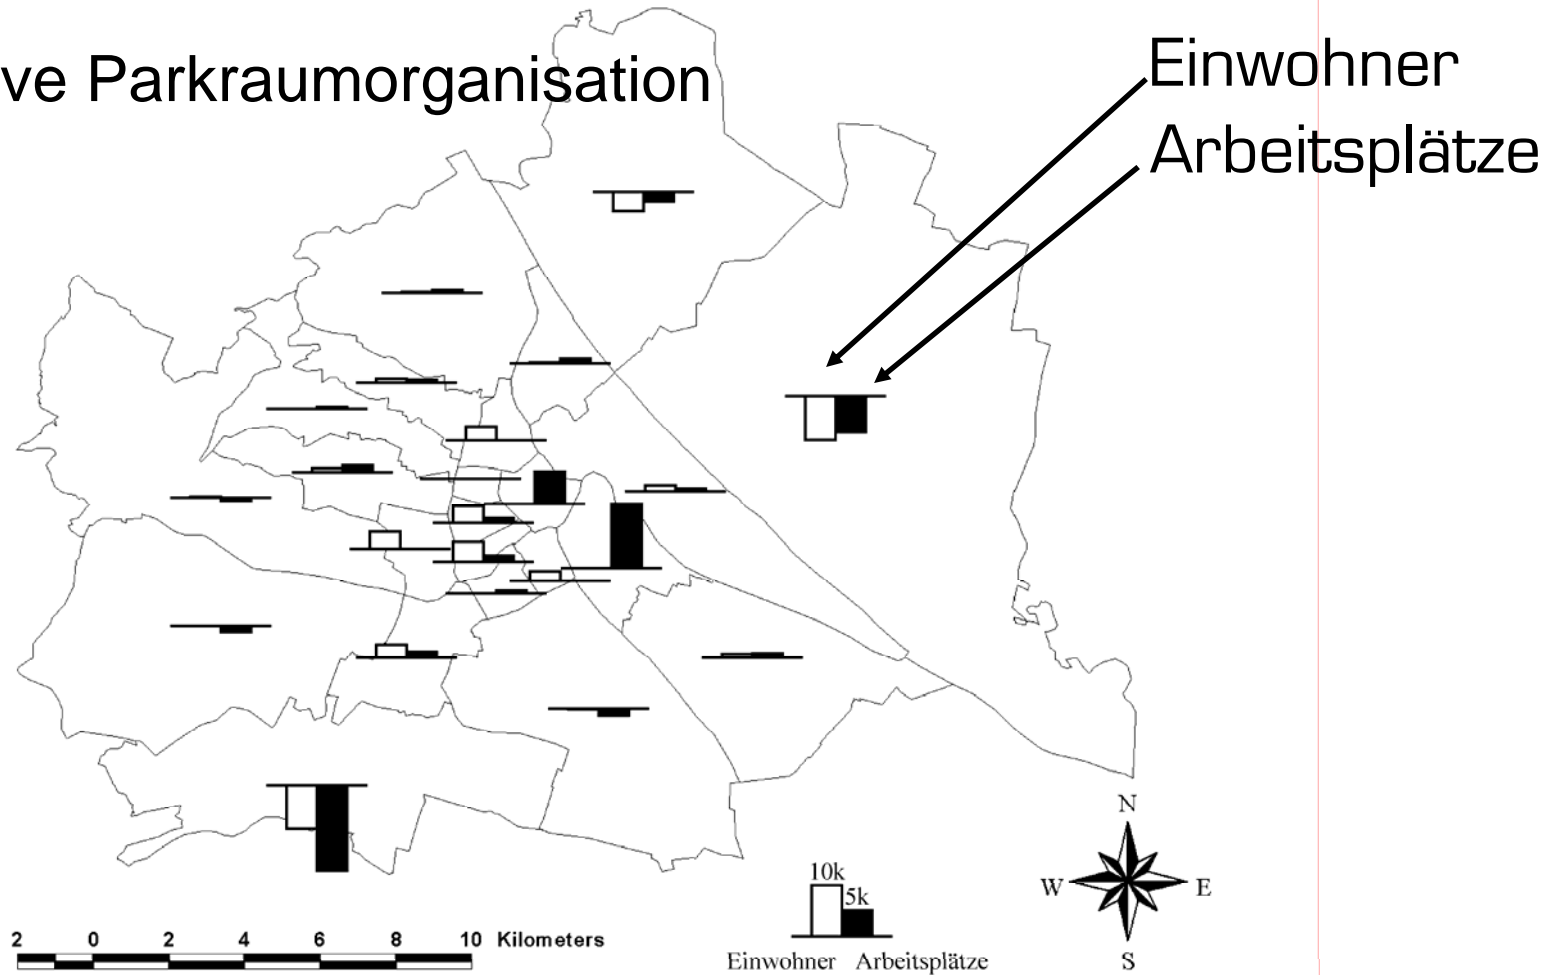 ve Parkraumorganisation
Einwohner
Arbeitsplätze
10k
5k
Einwohner Arbeitsplätze
N
W E
S
2 0 2 4 6 8 10 Kilometers